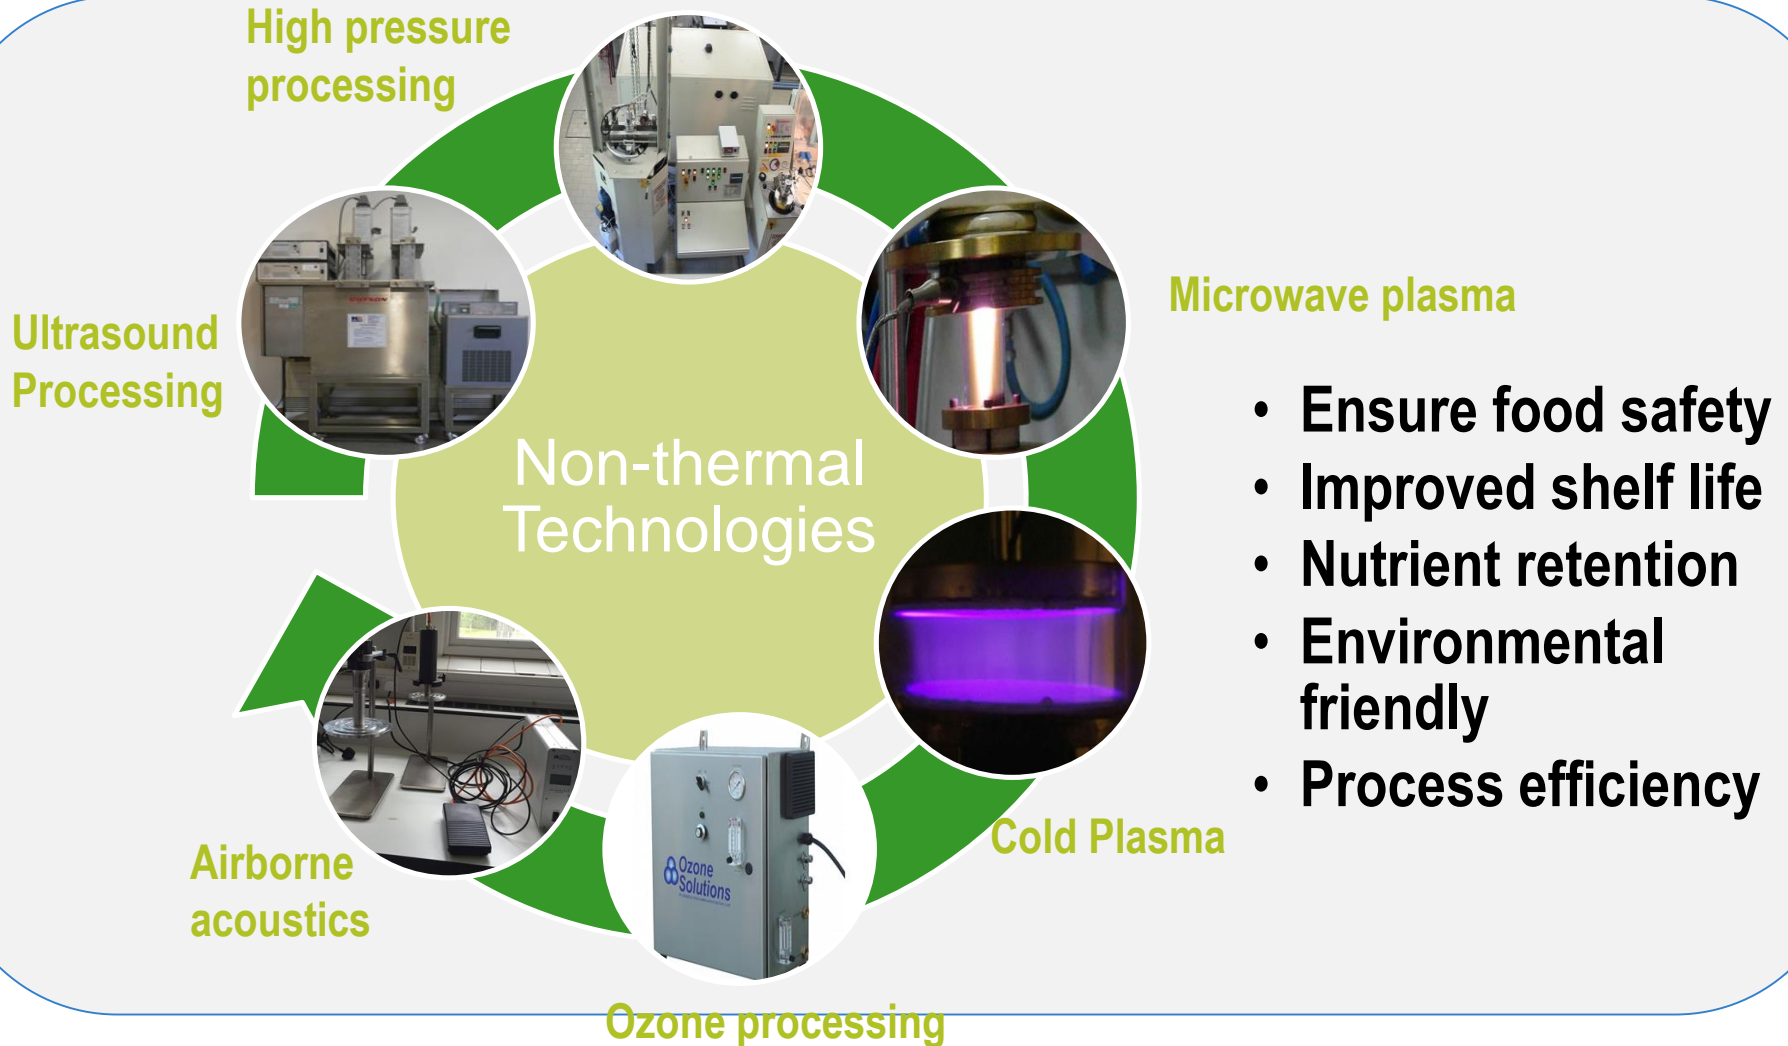 High pressure
processing
Microwave plasma
Ultrasound
Processing
Non-thermal
Technologies
• Ensure food safety
• Improved shelf life
• Nutrient retention
• Environmental
friendly
• Process efficiency
Cold Plasma
Airborne
acoustics
Ozone
Solutions
Ozone processing